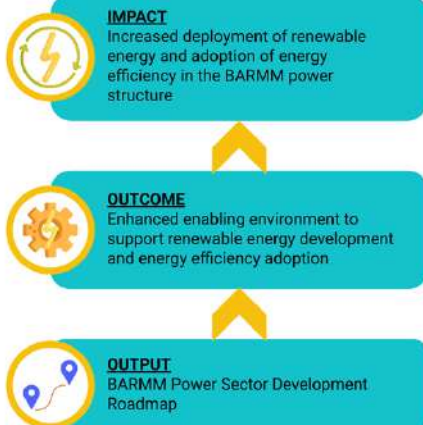 IMPACT
Increased deployment of renewable
energy and adoption of energy
efficiency in the BARMM power
structure
OUTCOME
Enhanced enabling environment to
support renewable energy development
and energy efficiency adoption
OUTPUT
BARMM Power Sector Development
Roadmap